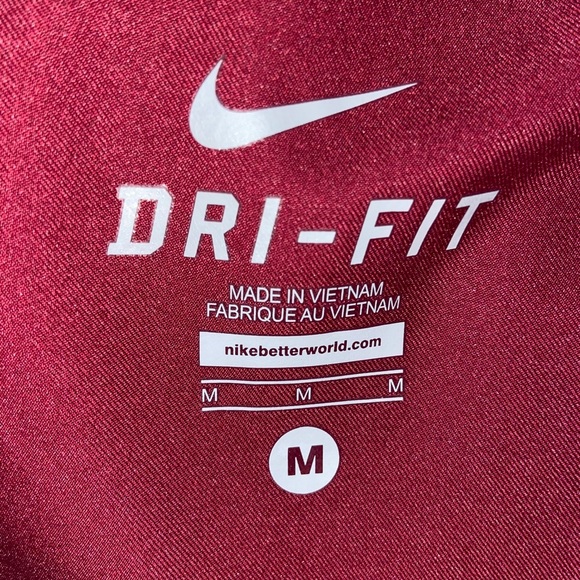 DRI-FIT
MADE IN VIETNAM
FABRIQUE AU VIETNAM
nikebetterworld.com
M M M
M